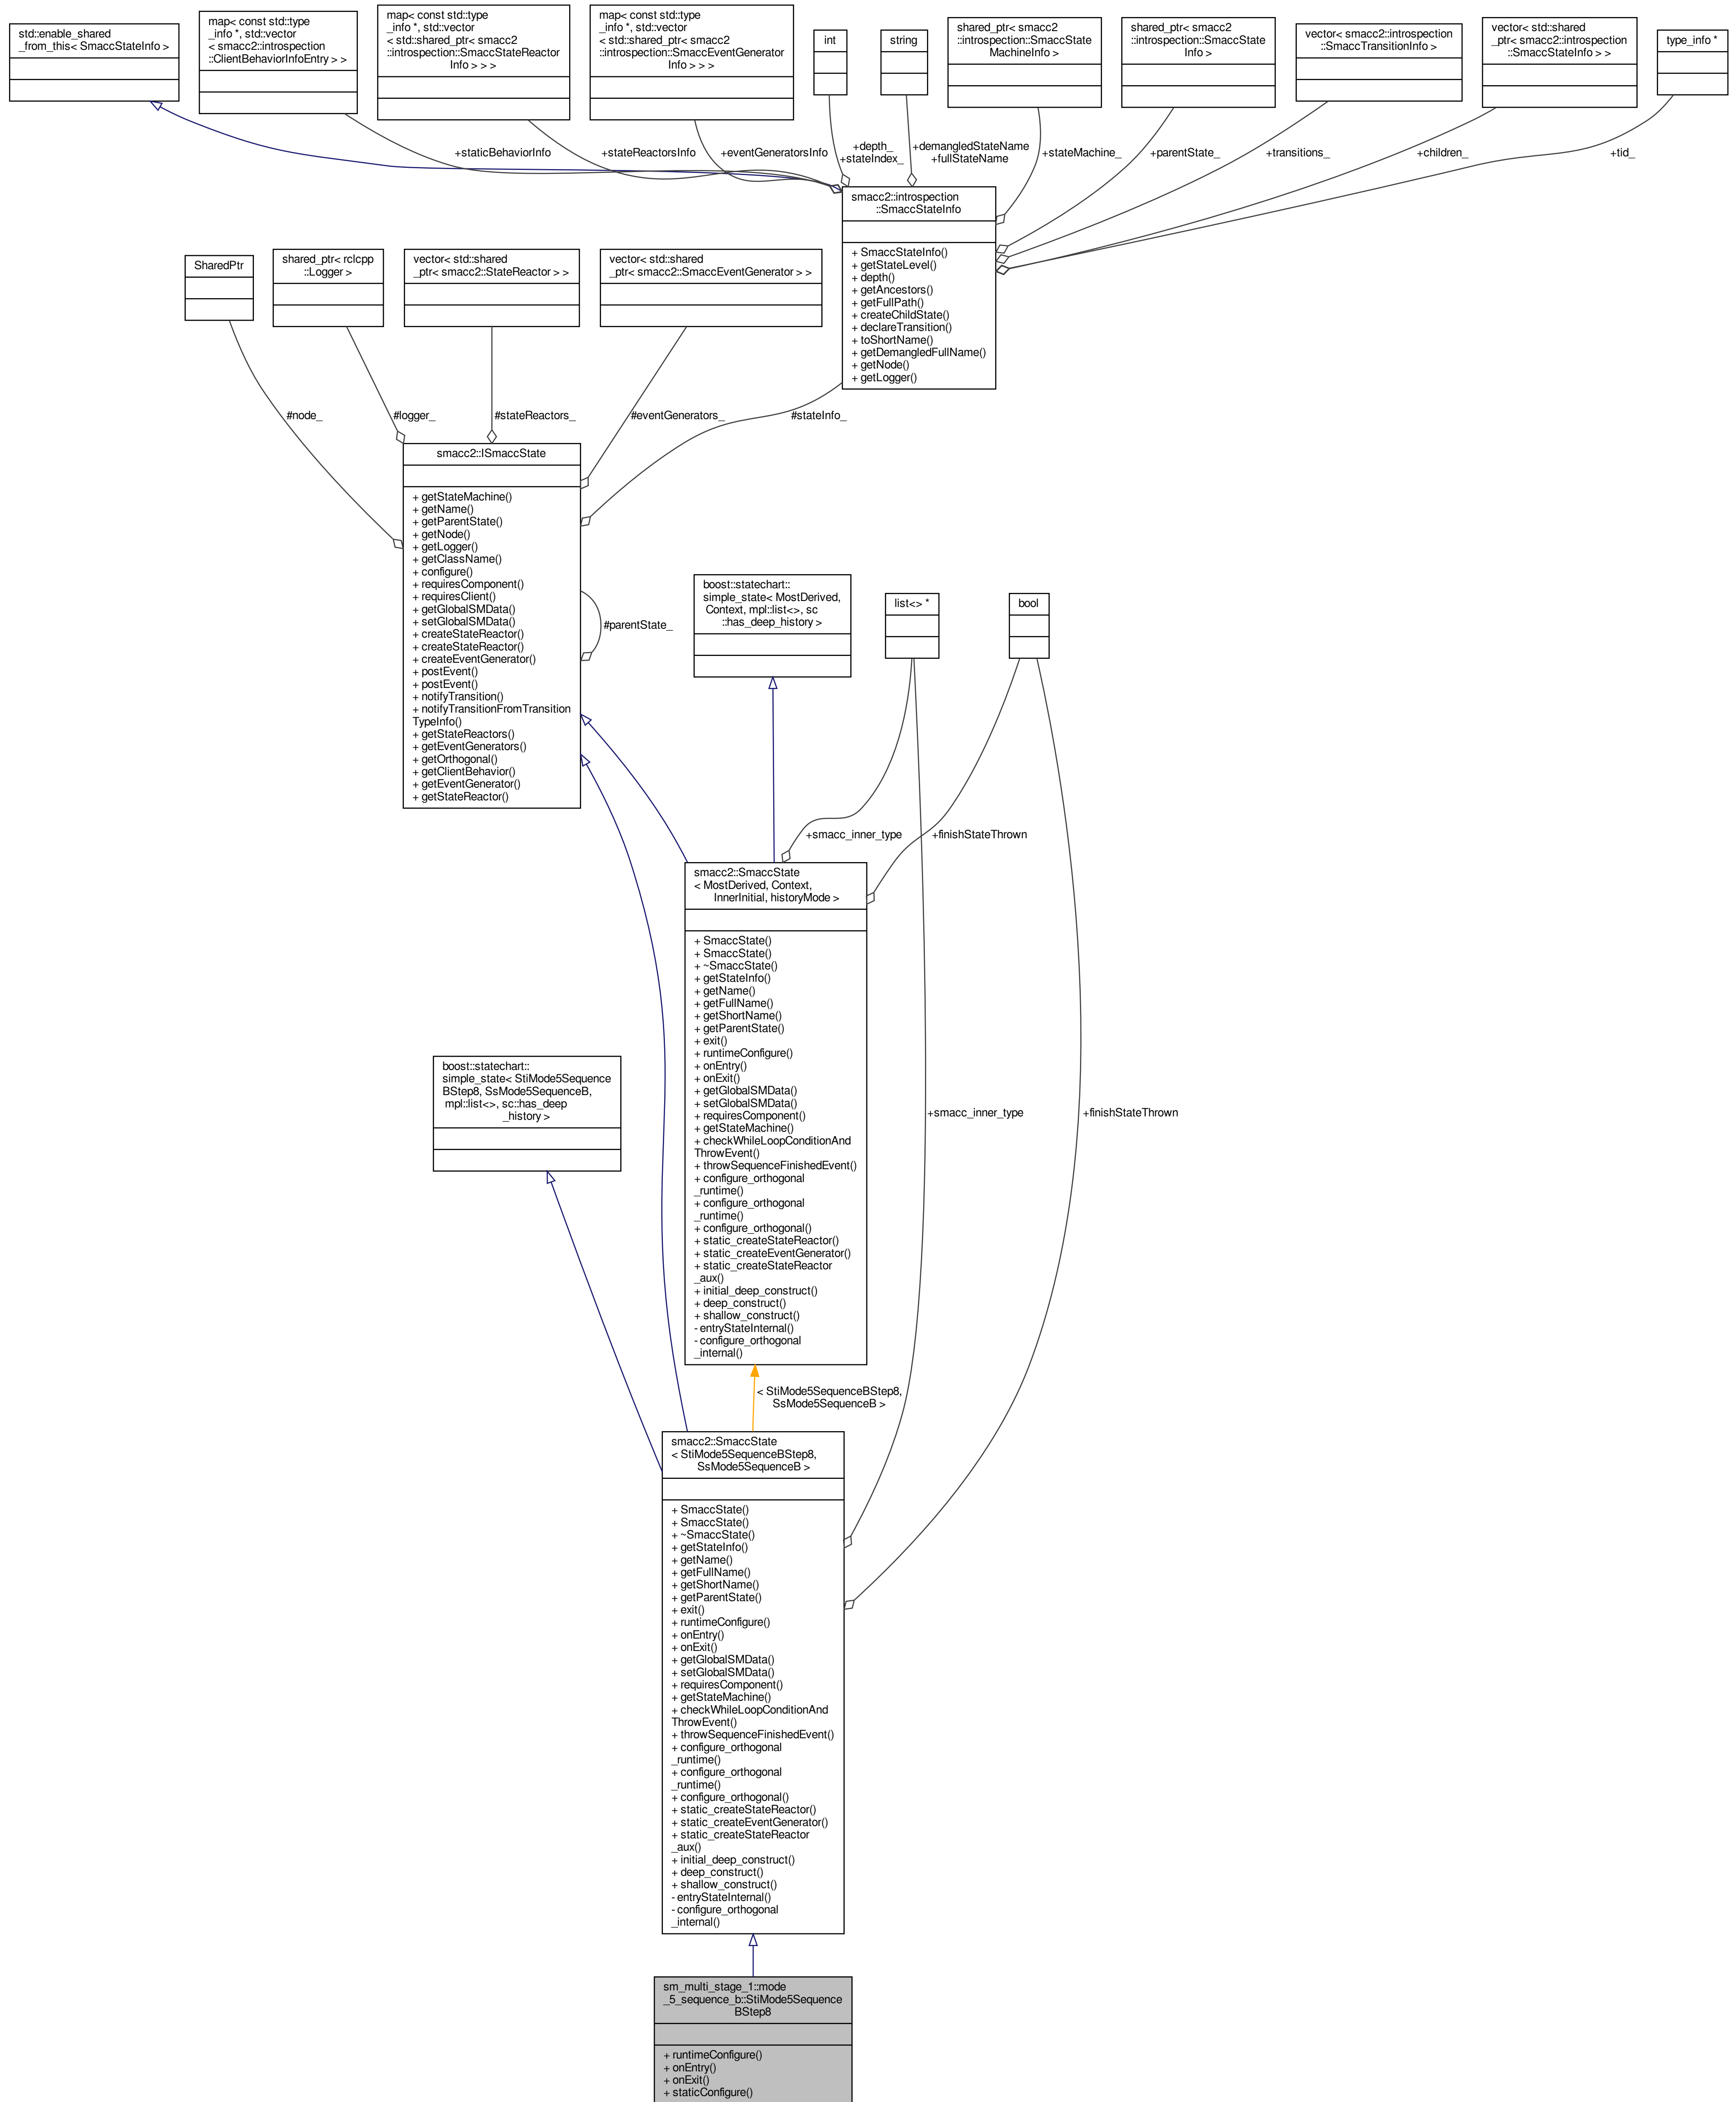 std::enable_shared
_from_this< SmaccStateInfo >
map< const std::type
_info *, std::vector
< smacc2::introspection
::ClientBehaviorInfoEntry > >
map< const std::type
_info *, std::vector
< std::shared_ptr< smacc2
::introspection::SmaccStateReactor
Info > > >
map< const std::type
_info *, std::vector
< std::shared_ptr< smacc2
::introspection::SmaccEventGenerator
Info > > >
int
string
shared_ptr< smacc2
::introspection::SmaccState
MachineInfo >
shared_ptr< smacc2
::introspection::SmaccState
Info >
vector< smacc2::introspection
::SmaccTransitionInfo >
vector< std::shared
_ptr< smacc2::introspection
::SmaccStateInfo > >
type_info *
+staticBehaviorInfo
+stateReactorsInfo
+eventGeneratorsInfo
+depth_
+stateIndex_
+demangledStateName
+fullStateName
+stateMachine_
+parentState_
+transitions_
+children_
+tid_
smacc2::introspection
::SmaccStateInfo
+ SmaccStateInfo()
+ getStateLevel()
+ depth()
+ getAncestors()
+ getFullPath()
+ createChildState()
+ declareTransition()
+ toShortName()
+ getDemangledFullName()
+ getNode()
+ getLogger()
SharedPtr
shared_ptr< rclcpp
::Logger >
vector< std::shared
_ptr< smacc2::StateReactor > >
vector< std::shared
_ptr< smacc2::SmaccEventGenerator > >
#node_
#logger_
#stateReactors_
#eventGenerators_
#stateInfo_
smacc2::ISmaccState
+ getStateMachine()
+ getName()
+ getParentState()
+ getNode()
+ getLogger()
+ getClassName()
+ configure()
+ requiresComponent()
+ requiresClient()
+ getGlobalSMData()
+ setGlobalSMData()
+ createStateReactor()
+ createStateReactor()
+ createEventGenerator()
+ postEvent()
+ postEvent()
+ notifyTransition()
+ notifyTransitionFromTransition
TypeInfo()
+ getStateReactors()
+ getEventGenerators()
+ getOrthogonal()
+ getClientBehavior()
+ getEventGenerator()
+ getStateReactor()
#parentState_
boost::statechart::
simple_state< MostDerived,
Context, mpl::list<>, sc
::has_deep_history >
list<> *
bool
+smacc_inner_type
+finishStateThrown
smacc2::SmaccState
< MostDerived, Context,
InnerInitial, historyMode >
+ SmaccState()
+ SmaccState()
+ ~SmaccState()
+ getStateInfo()
+ getName()
+ getFullName()
+ getShortName()
+ getParentState()
+ exit()
+ runtimeConfigure()
+ onEntry()
+ onExit()
+ getGlobalSMData()
+ setGlobalSMData()
+ requiresComponent()
+ getStateMachine()
+ checkWhileLoopConditionAnd
ThrowEvent()
+ throwSequenceFinishedEvent()
+ configure_orthogonal
_runtime()
+ configure_orthogonal
_runtime()
+ configure_orthogonal()
+ static_createStateReactor()
+ static_createEventGenerator()
+ static_createStateReactor
_aux()
+ initial_deep_construct()
+ deep_construct()
+ shallow_construct()
- entryStateInternal()
- configure_orthogonal
_internal()
boost::statechart::
simple_state< StiMode5Sequence
BStep8, SsMode5SequenceB,
mpl::list<>, sc::has_deep
_history >
+smacc_inner_type
+finishStateThrown
< StiMode5SequenceBStep8,
SsMode5SequenceB >
smacc2::SmaccState
< StiMode5SequenceBStep8,
SsMode5SequenceB >
+ SmaccState()
+ SmaccState()
+ ~SmaccState()
+ getStateInfo()
+ getName()
+ getFullName()
+ getShortName()
+ getParentState()
+ exit()
+ runtimeConfigure()
+ onEntry()
+ onExit()
+ getGlobalSMData()
+ setGlobalSMData()
+ requiresComponent()
+ getStateMachine()
+ checkWhileLoopConditionAnd
ThrowEvent()
+ throwSequenceFinishedEvent()
+ configure_orthogonal
_runtime()
+ configure_orthogonal
_runtime()
+ configure_orthogonal()
+ static_createStateReactor()
+ static_createEventGenerator()
+ static_createStateReactor
_aux()
+ initial_deep_construct()
+ deep_construct()
+ shallow_construct()
- entryStateInternal()
- configure_orthogonal
_internal()
sm_multi_stage_1::mode
_5_sequence_b::StiMode5Sequence
BStep8
+ runtimeConfigure()
+ onEntry()
+ onExit()
+ staticConfigure()